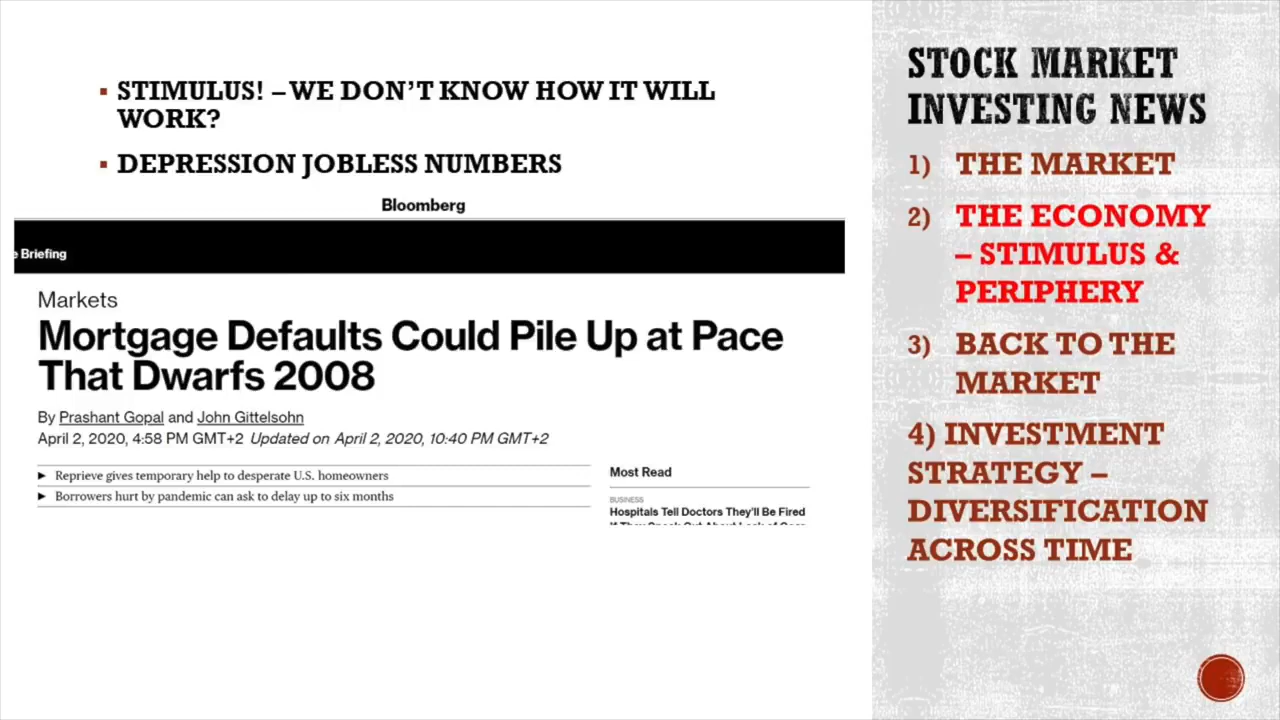 STIMULUS! – WE DON'T KNOW HOW IT WILL
WORK?
DEPRESSION JOBLESS NUMBERS
Bloomberg
Briefing
Markets
Mortgage Defaults Could Pile Up at Pace
That Dwarfs 2008
By Prashant Gopal and John Gittelsohn
April 2, 2020, 4:58 PM GMT+2 Updated on April 2, 2020, 10:40 PM GMT+2
Reprieve gives temporary help to desperate U.S. homeowners
Borrowers hurt by pandemic can ask to delay up to six months
Most Read
BUSINESS
Hospitals Tell Doctors They'll Be Fired
STOCK MARKET
INVESTING NEWS
1) THE MARKET
2) THE ECONOMY
– STIMULUS &
PERIPHERY
3) BACK TO THE
MARKET
4) INVESTMENT
STRATEGY –
DIVERSIFICATION
ACROSS TIME